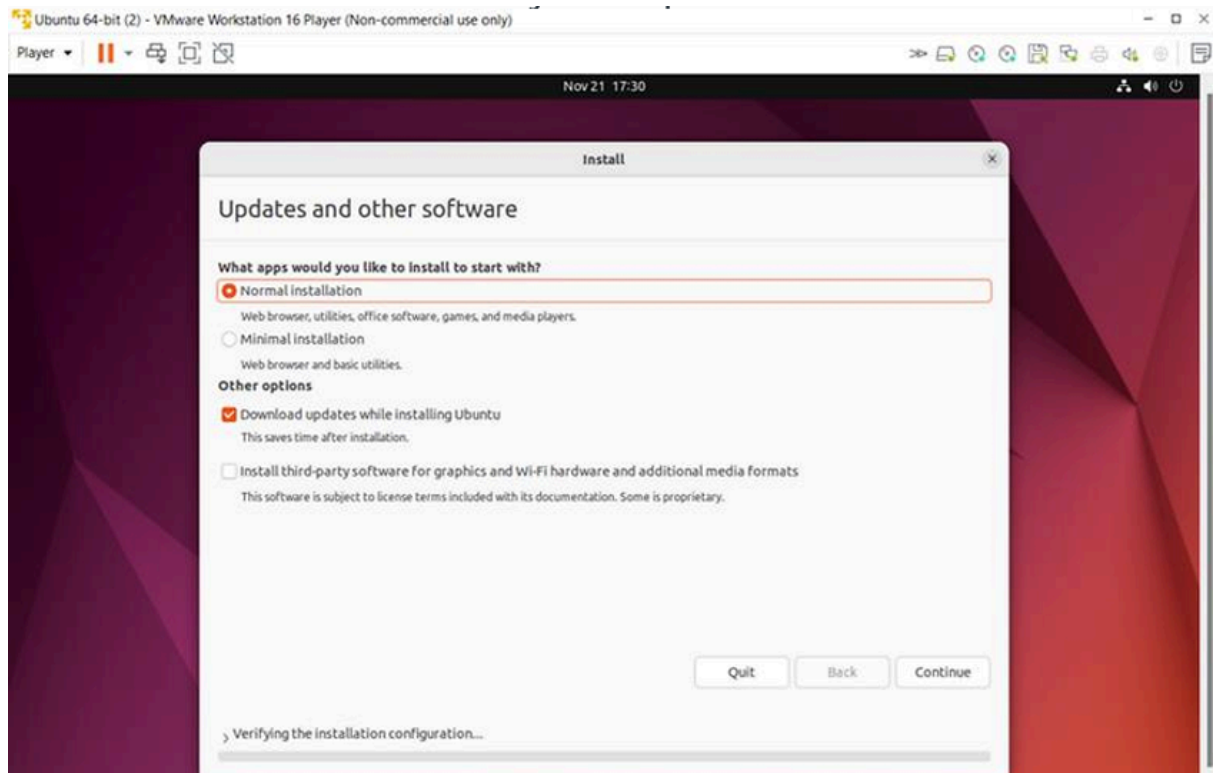 Ubuntu 64-bit (2) - VMware Workstation 16 Player (Non-commercial use only)
Player
Nov 21 17:30
Install
Updates and other software
What apps would you like to install to start with?
Normal installation
Web browser, utilities, office software, games, and media players.
Minimal installation
Web browser and basic utilities.
Other options
Download updates while installing Ubuntu
This saves time after installation.
Install third-party software for graphics and Wi-Fi hardware and additional media formats
This software is subject to license terms included with its documentation. Some is proprietary.
Quit Back Continue
Verifying the installation configuration...